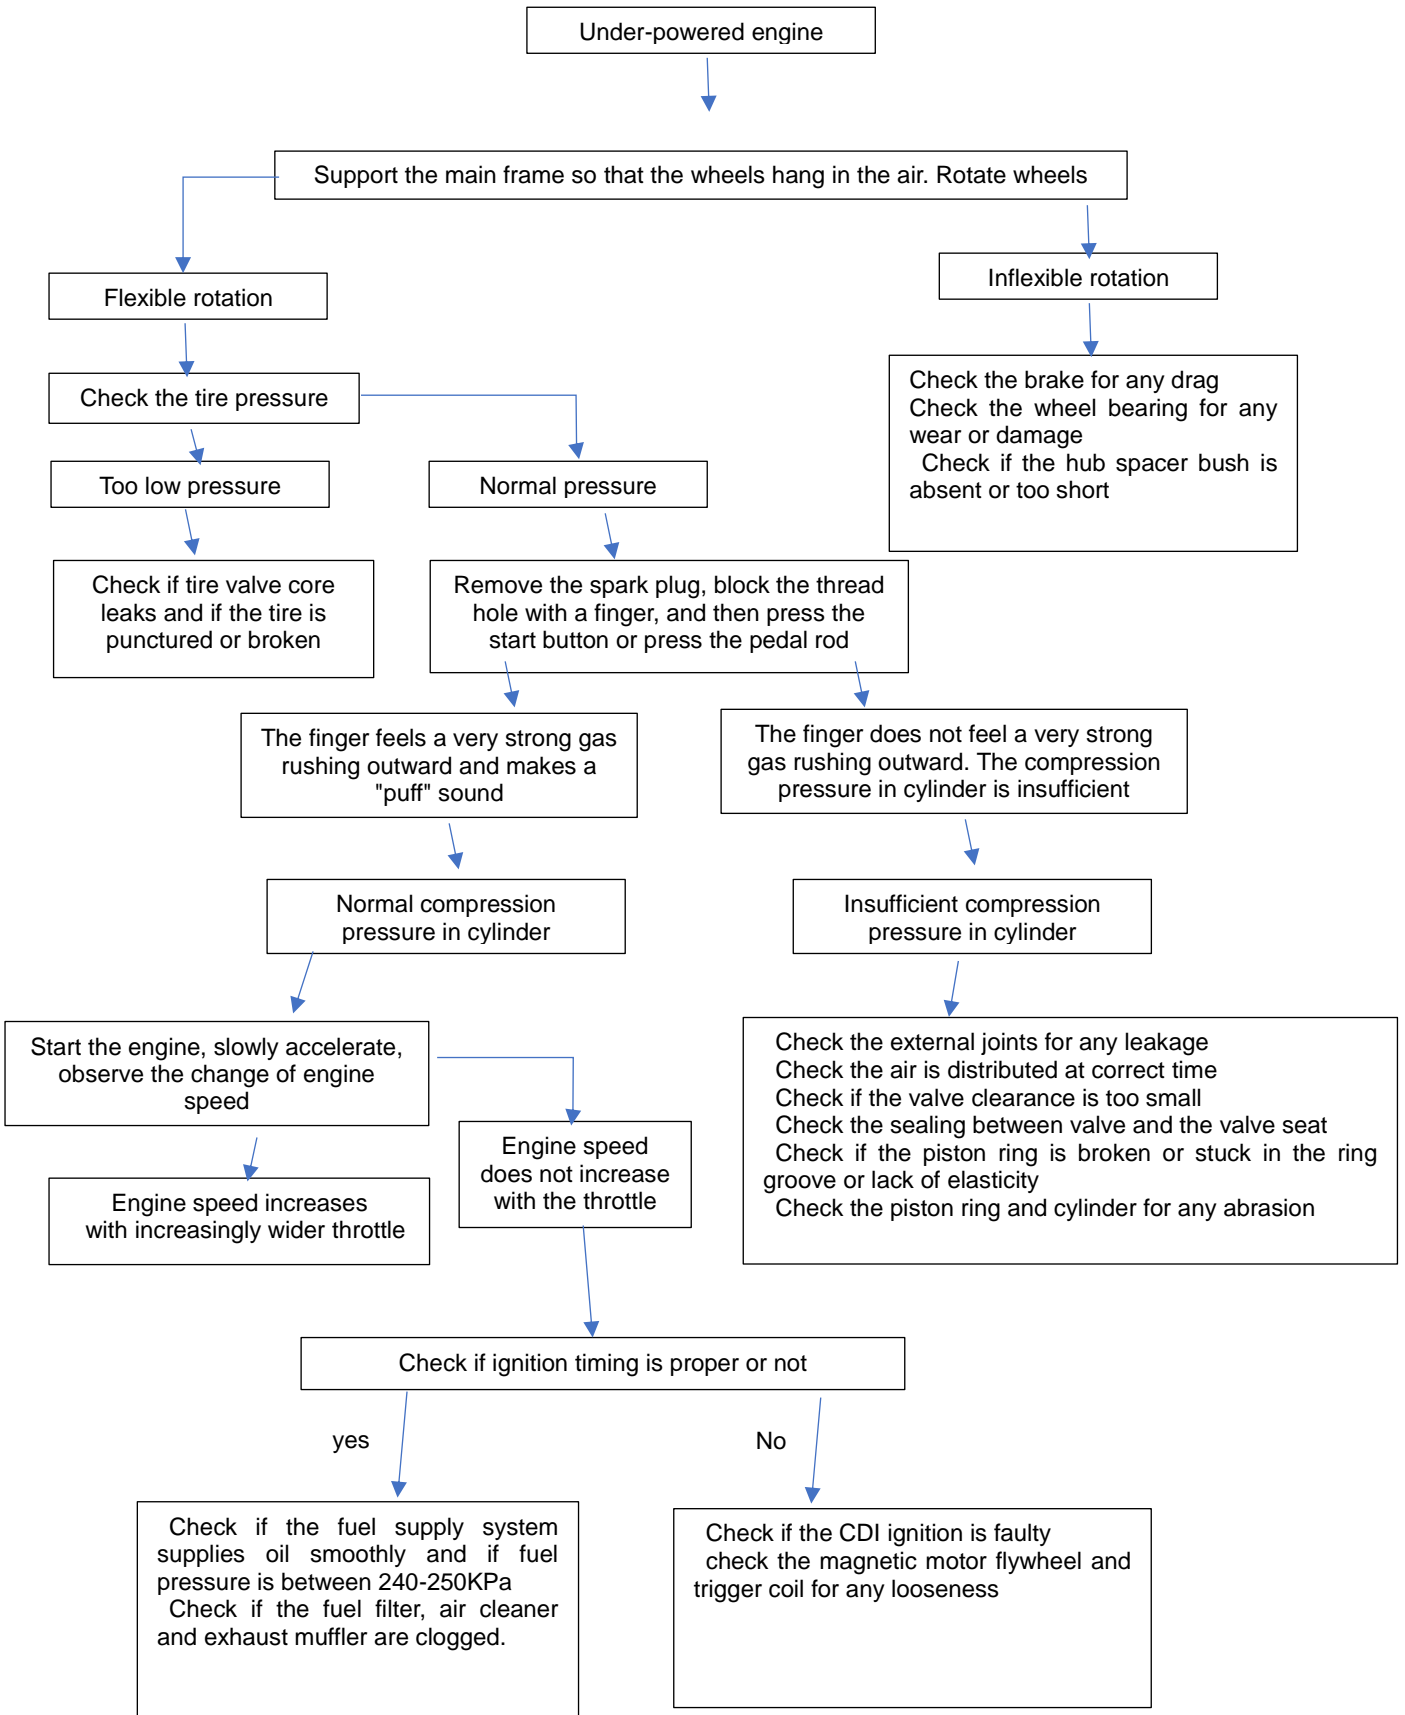 Under-powered engine
Support the main frame so that the wheels hang in the air. Rotate wheels
Flexible rotation
Inflexible rotation
Check the tire pressure
Check the brake for any drag
Check the wheel bearing for any
wear or damage
Check if the hub spacer bush is
absent or too short
Too low pressure
Normal pressure
Check if tire valve core
leaks and if the tire is
punctured or broken
Remove the spark plug, block the thread
hole with a finger, and then press the
start button or press the pedal rod
The finger feels a very strong gas
rushing outward and makes a
"puff" sound
The finger does not feel a very strong
gas rushing outward. The compression
pressure in cylinder is insufficient
Normal compression
pressure in cylinder
Insufficient compression
pressure in cylinder
Start the engine, slowly accelerate,
observe the change of engine
speed
Check the external joints for any leakage
Check the air is distributed at correct time
Check if the valve clearance is too small
Check the sealing between valve and the valve seat
Check if the piston ring is broken or stuck in the ring
groove or lack of elasticity
Check the piston ring and cylinder for any abrasion
Engine speed
does not increase
with the throttle
Engine speed increases
with increasingly wider throttle
Check if ignition timing is proper or not
yes
No
Check if the fuel supply system
supplies oil smoothly and if fuel
pressure is between 240-250KPa
Check if the fuel filter, air cleaner
and exhaust muffler are clogged.
Check if the CDI ignition is faulty
check the magnetic motor flywheel and
trigger coil for any looseness